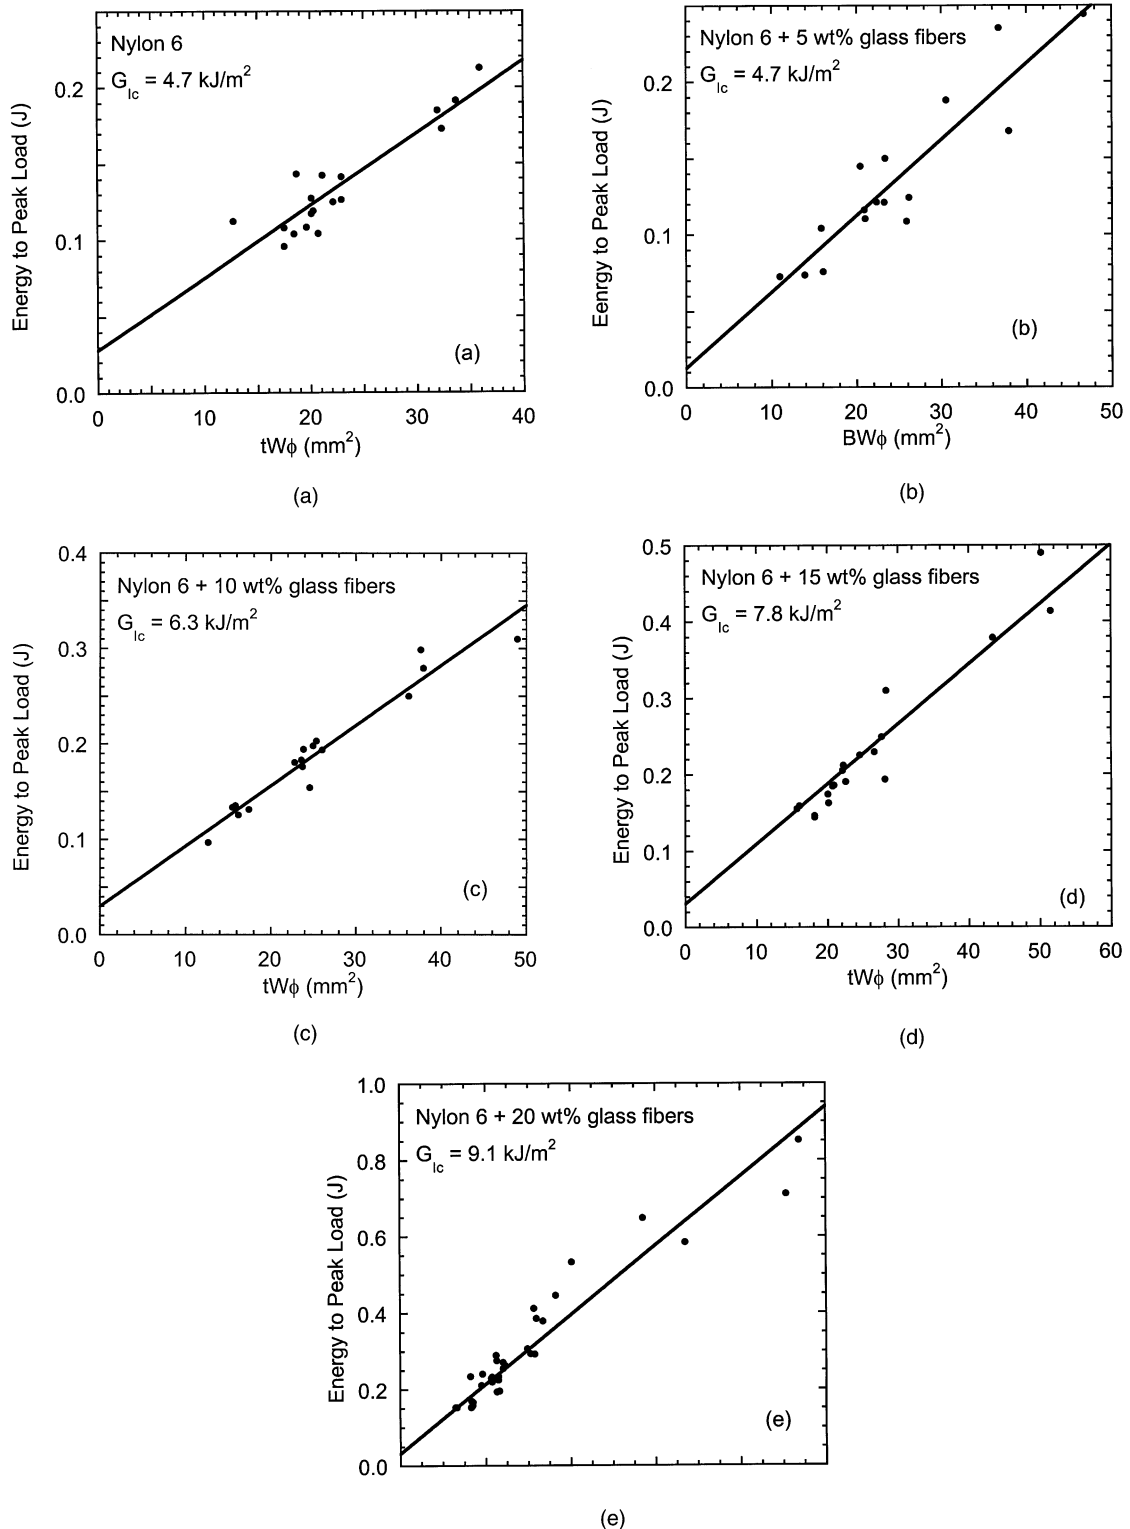 Nylon 6
G_Ic = 4.7 kJ/m²
Energy to Peak Load (J)
0.2
0.1
0.0
(a)
0 10 20 30 40
tWϕ (mm²)
(a)
Nylon 6 + 5 wt% glass fibers
G_Ic = 4.7 kJ/m²
Eenrgy to Peak Load (J)
0.2
0.1
0.0
(b)
0 10 20 30 40 50
BWϕ (mm²)
(b)
0.4
Nylon 6 + 10 wt% glass fibers
G_Ic = 6.3 kJ/m²
Energy to Peak Load (J)
0.3
0.2
0.1
0.0
(c)
0 10 20 30 40 50
tWϕ (mm²)
(c)
0.5
Nylon 6 + 15 wt% glass fibers
G_Ic = 7.8 kJ/m²
Energy to Peak Load (J)
0.4
0.3
0.2
0.1
0.0
(d)
0 10 20 30 40 50 60
tWϕ (mm²)
(d)
1.0
Nylon 6 + 20 wt% glass fibers
G_Ic = 9.1 kJ/m²
Energy to Peak Load (J)
0.8
0.6
0.4
0.2
0.0
(e)
(e)